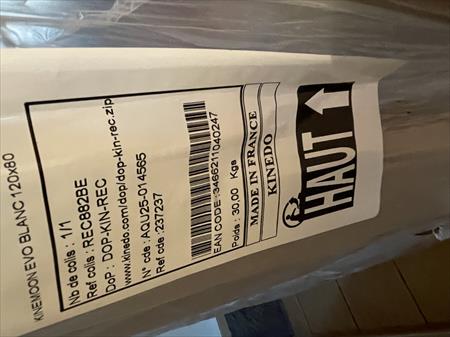 KINEMOON EVO BLANC 120x80
Nb de colis : 1/1
Ref colis : REC882BE
DoP : DOP-KIN-REC
www.kinedo.com/dop/dop-kin-rec.zip
N° cde : AQU25-014565
Ref cde : 237237
EAN CODE : 3466211040247
Poids : 30,00 Kgs
MADE IN FRANCE
KINEDO
HAUT